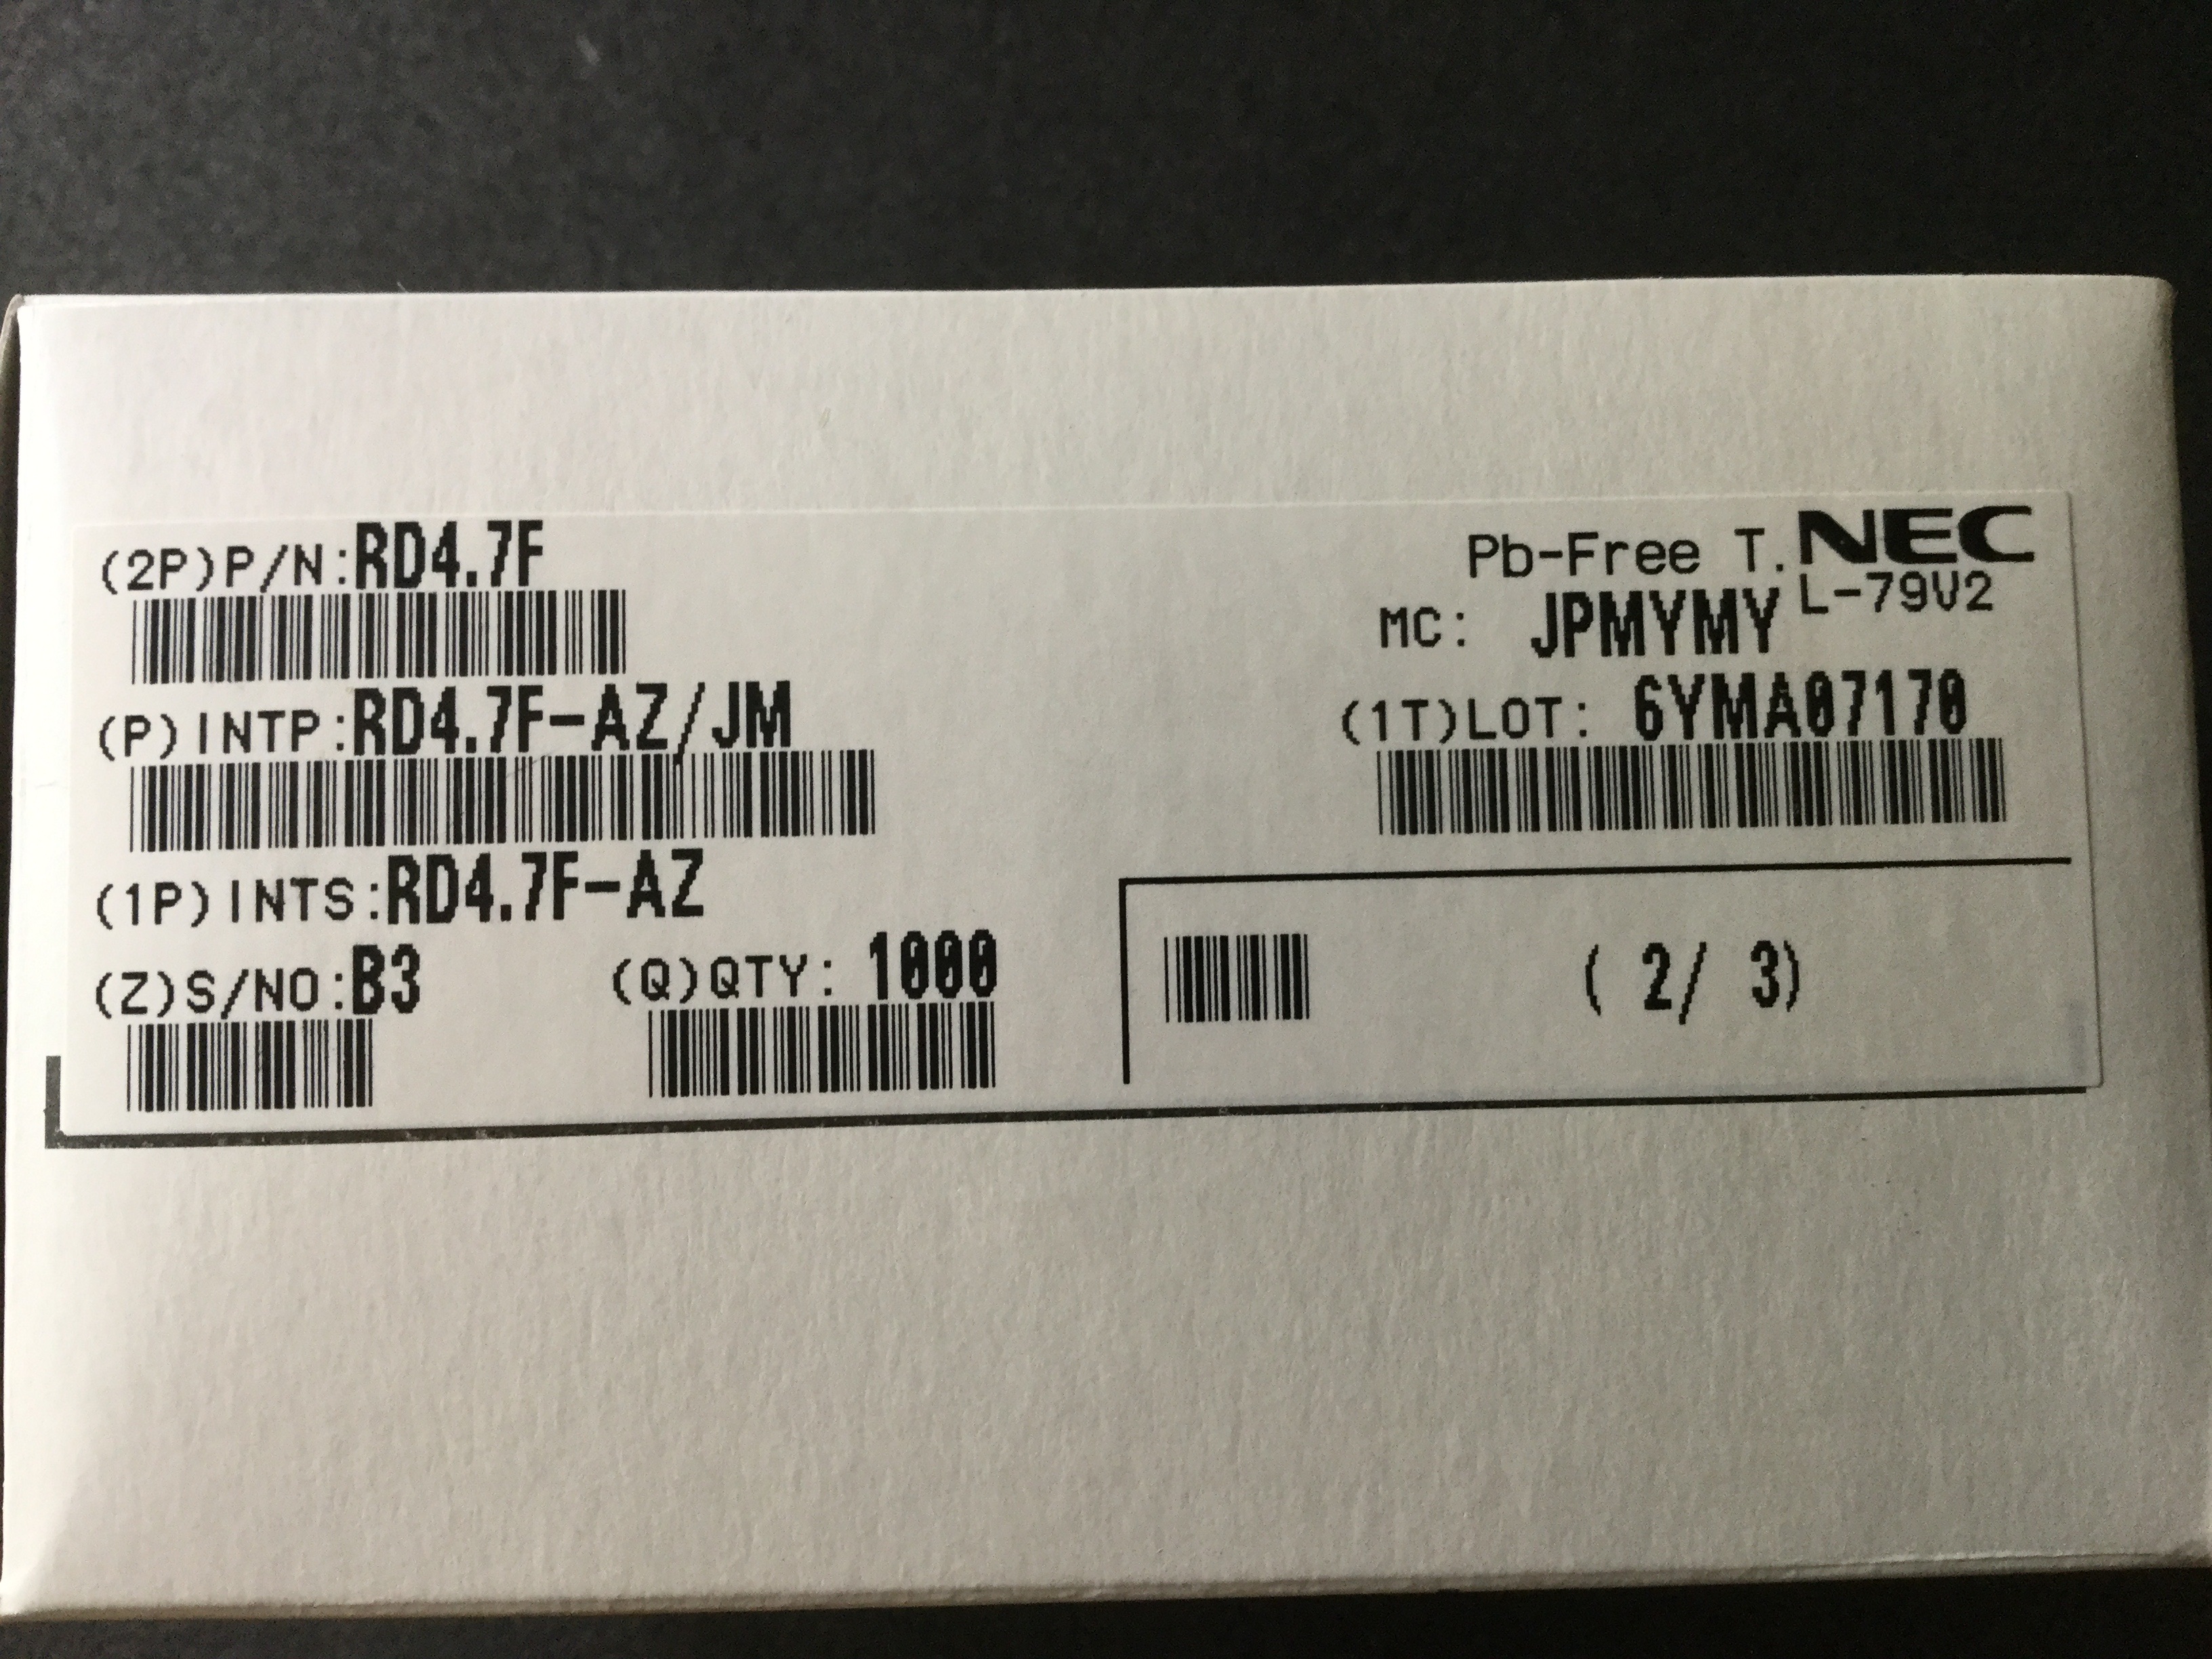 (2P)P/N:RD4.7F
(P)INTP:RD4.7F-AZ/JM
(1P)INTS:RD4.7F-AZ
(Z)S/NO:B3 (Q)QTY: 1000
Pb-Free T. NEC
L-79V2
MC: JPMYMY
(1T)LOT: 6YMA07170
( 2/ 3)